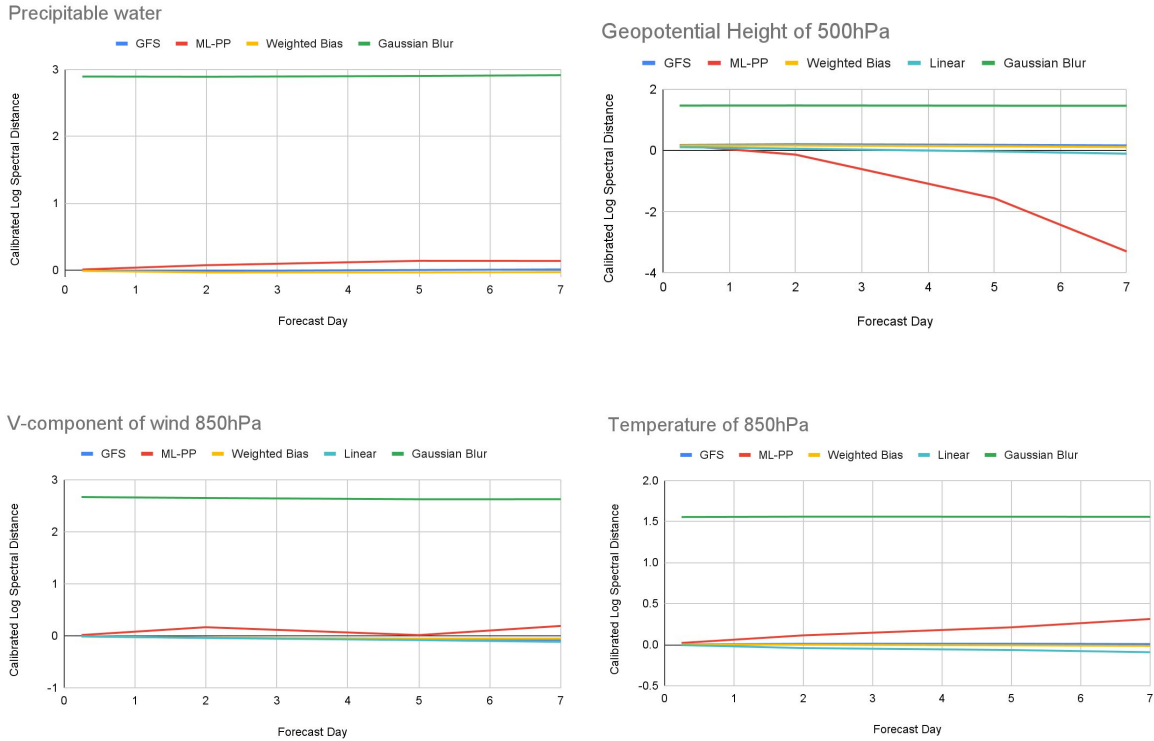 Precipitable water
GFS ML-PP Weighted Bias Gaussian Blur
Calibrated Log Spectral Distance
3
2
1
0
0 1 2 3 4 5 6 7
Forecast Day
Geopotential Height of 500hPa
GFS ML-PP Weighted Bias Linear Gaussian Blur
Calibrated Log Spectral Distance
2
0
-2
-4
0 1 2 3 4 5 6 7
Forecast Day
V-component of wind 850hPa
GFS ML-PP Weighted Bias Linear Gaussian Blur
Calibrated Log Spectral Distance
3
2
1
0
-1
0 1 2 3 4 5 6 7
Forecast Day
Temperature of 850hPa
GFS ML-PP Weighted Bias Linear Gaussian Blur
Calibrated Log Spectral Distance
2.0
1.5
1.0
0.5
0.0
-0.5
0 1 2 3 4 5 6 7
Forecast Day